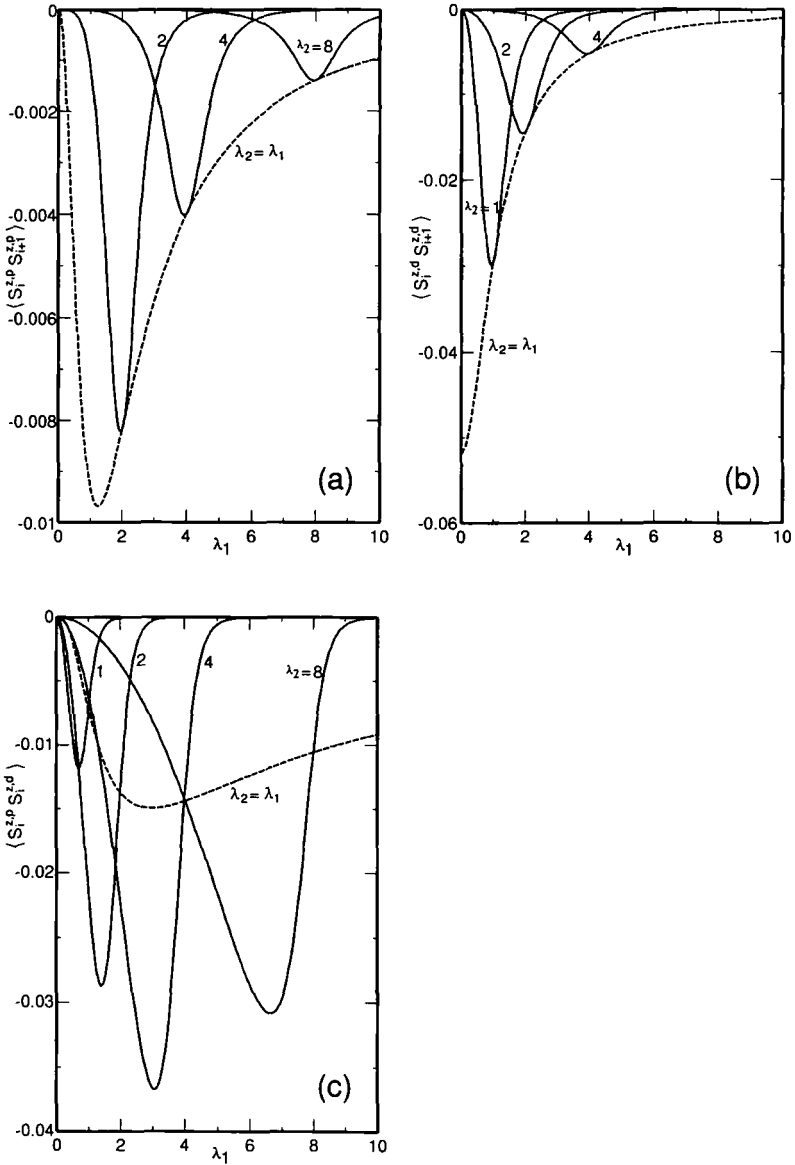 0
-0.002
-0.004
-0.006
-0.008
-0.01
⟨S_i^{z,p} S_{i+1}^{z,p}⟩
2
4
λ₂=8
λ₂=λ₁
(a)
0 2 4 6 8 10
λ₁
0
-0.02
-0.04
-0.06
⟨S_i^{z,p} S_{i+1}^{z,d}⟩
2
4
λ₂=1
λ₂=λ₁
(b)
0 2 4 6 8 10
λ₁
0
-0.01
-0.02
-0.03
-0.04
⟨S_i^{z,p} S_i^{z,d}⟩
1
2
4
λ₂=8
λ₂=λ₁
(c)
0 2 4 6 8 10
λ₁